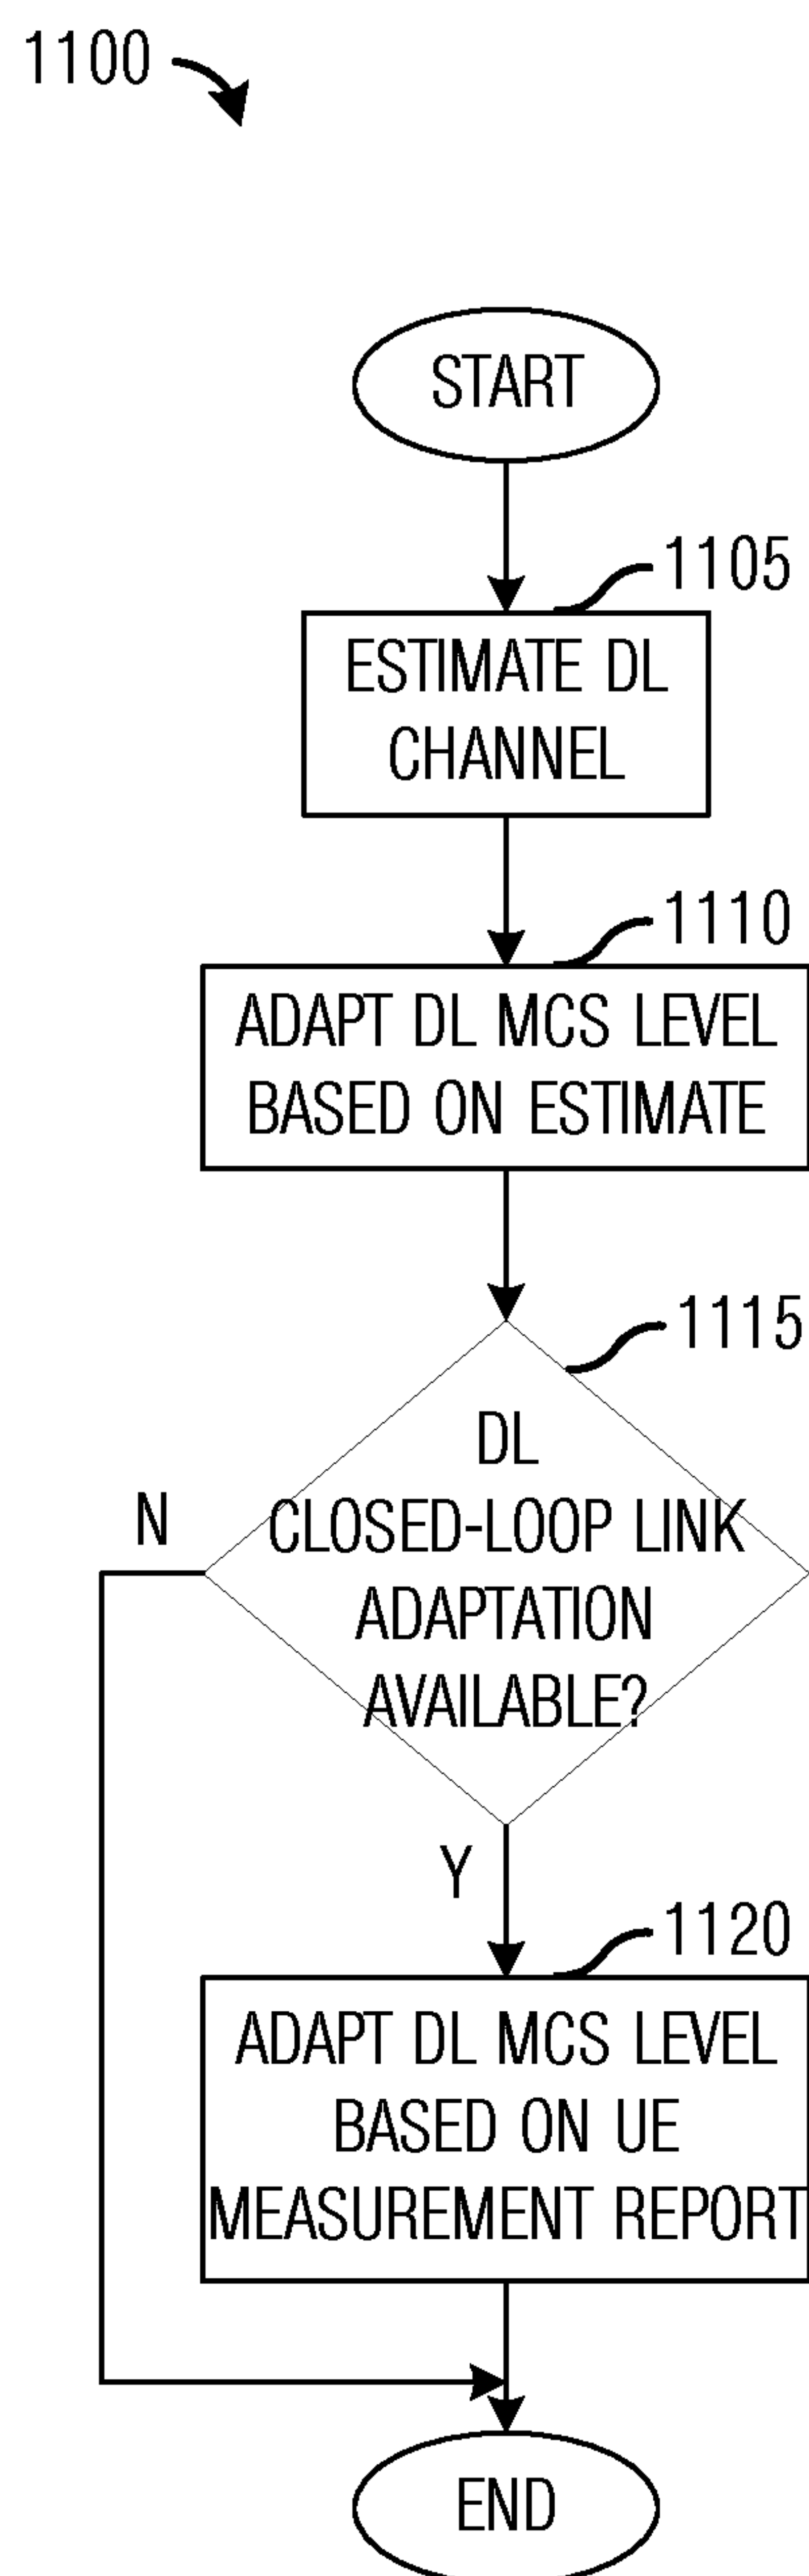 1100
START
1105
ESTIMATE DL
CHANNEL
1110
ADAPT DL MCS LEVEL
BASED ON ESTIMATE
1115
DL
CLOSED-LOOP LINK
ADAPTATION
AVAILABLE?
N
Y
1120
ADAPT DL MCS LEVEL
BASED ON UE
MEASUREMENT REPORT
END